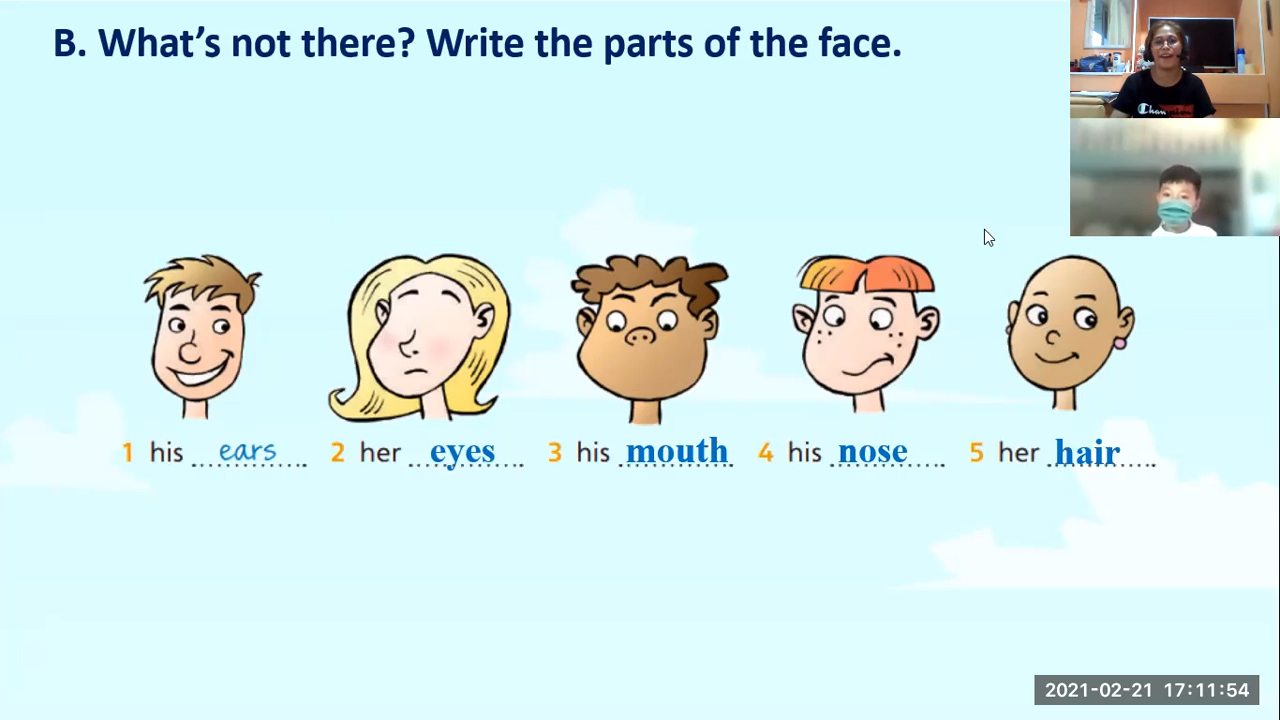 B. What's not there? Write the parts of the face.
1 his ears 2 her eyes 3 his mouth 4 his nose 5 her hair
2021-02-21 17:11:54